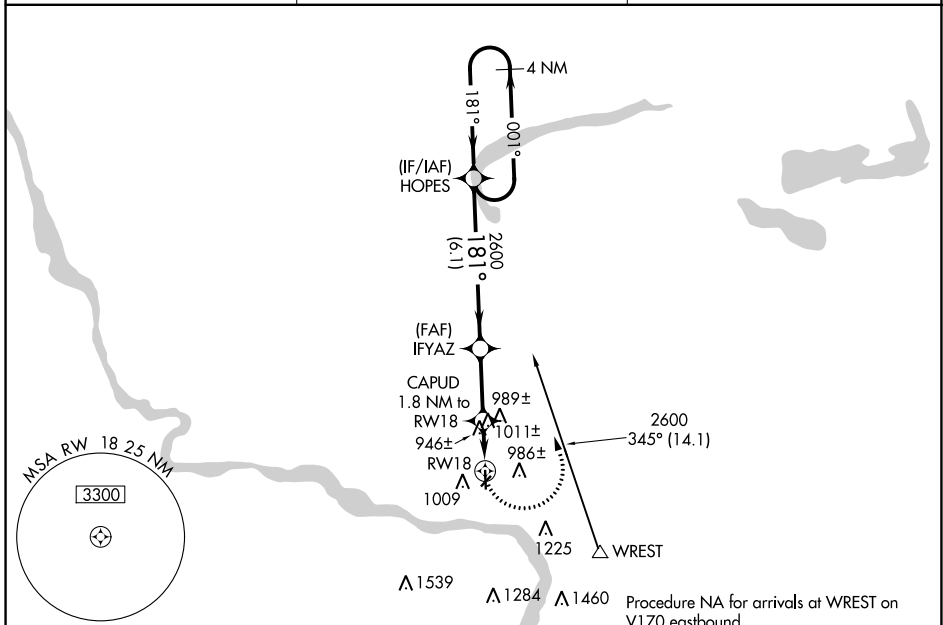 4 NM
181°
001°
(IF/IAF)
HOPES
2600
181°
(6.1)
(FAF)
IFYAZ
CAPUD
1.8 NM to
RW18
989±
1011±
946±
986±
RW18
1009
2600
345° (14.1)
MSA RW 18 25 NM
3300
1225
WREST
1539
1284
1460
Procedure NA for arrivals at WREST on
V170 eastbound